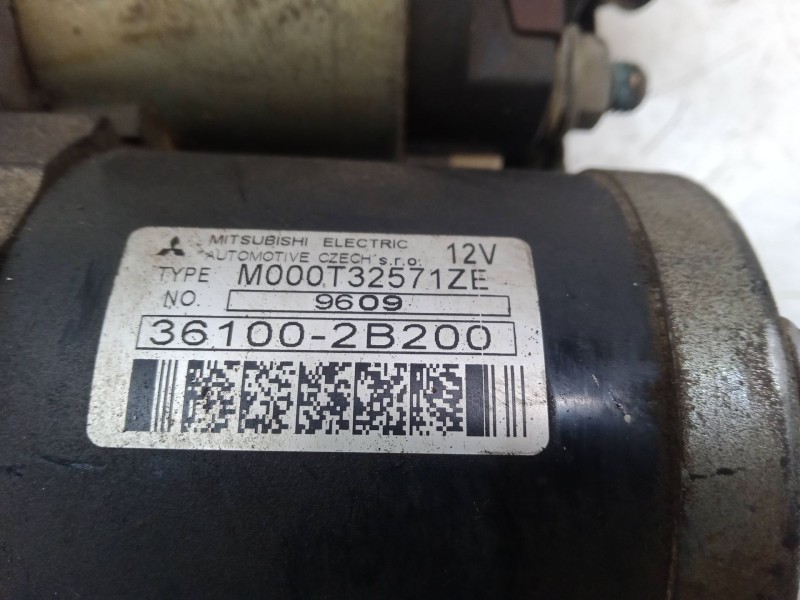 MITSUBISHI ELECTRIC 12V
AUTOMOTIVE CZECH s.r.o.
TYPE M000T32571ZE
NO. 9609
36100-2B200